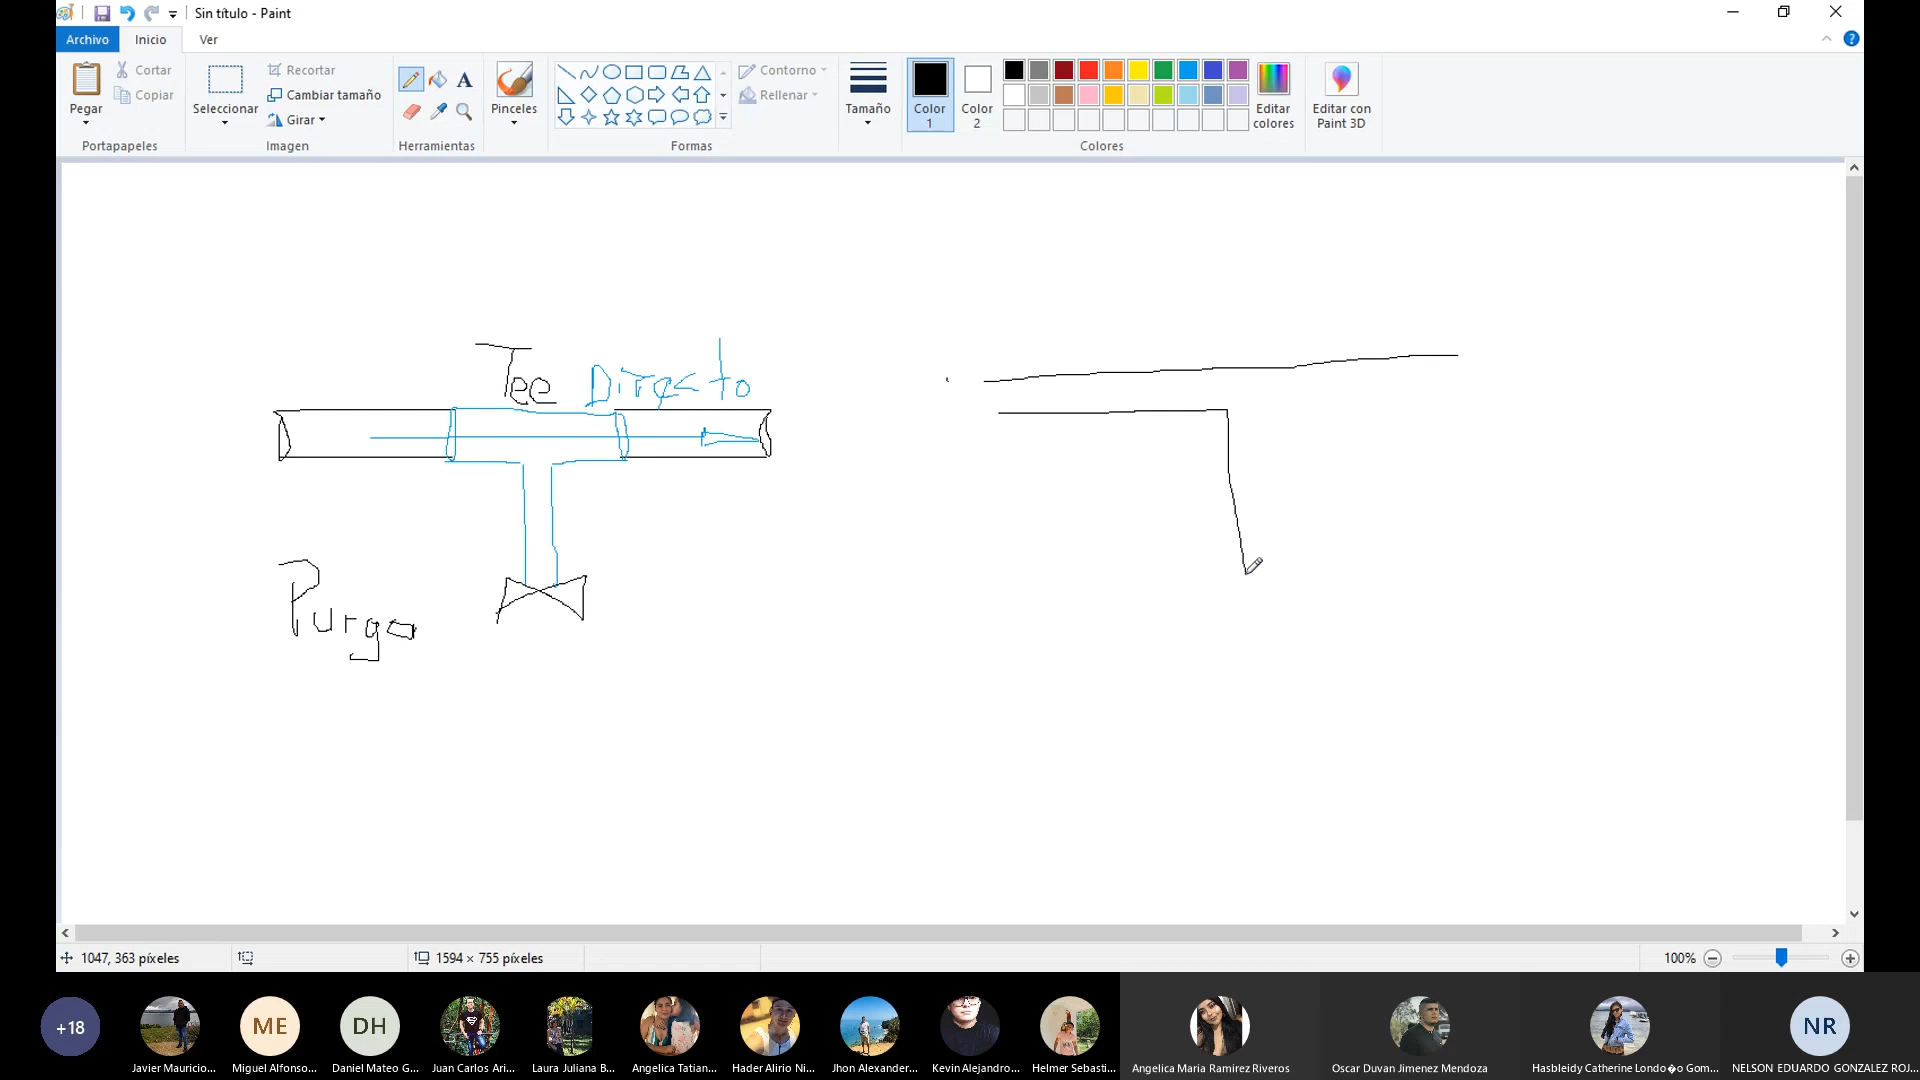 Sin título - Paint
Archivo Inicio Ver
Pegar
Cortar
Copiar
Portapapeles
Seleccionar
Recortar
Cambiar tamaño
Girar
Imagen
Herramientas
Pinceles
Contorno
Rellenar
Formas
Tamaño
Color 1
Color 2
Editar colores
Editar con Paint 3D
Colores
Tee Directo
Purga
1047, 363 píxeles
1594 × 755 píxeles
100%
+18
Javier Mauricio...
ME
Miguel Alfonso...
DH
Daniel Mateo G...
Juan Carlos Ari...
Laura Juliana B...
Angelica Tatian...
Hader Alirio Ni...
Jhon Alexander...
Kevin Alejandro...
Helmer Sebasti...
Angelica Maria Ramirez Riveros
Oscar Duvan Jimenez Mendoza
Hasbleidy Catherine Londo�o Gom...
NR
NELSON EDUARDO GONZALEZ ROJ...